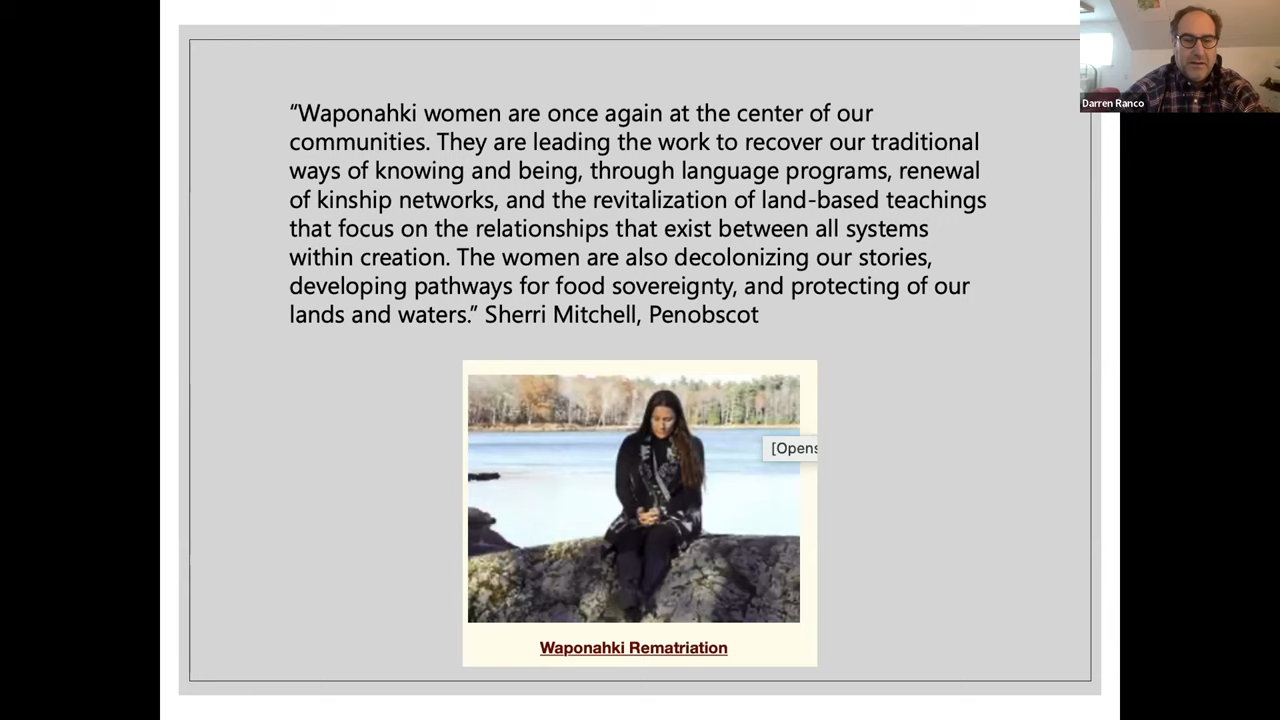 “Waponahki women are once again at the center of our
communities. They are leading the work to recover our traditional
ways of knowing and being, through language programs, renewal
of kinship networks, and the revitalization of land-based teachings
that focus on the relationships that exist between all systems
within creation. The women are also decolonizing our stories,
developing pathways for food sovereignty, and protecting of our
lands and waters.” Sherri Mitchell, Penobscot
Darren Ranco
[Opens
Waponahki Rematriation